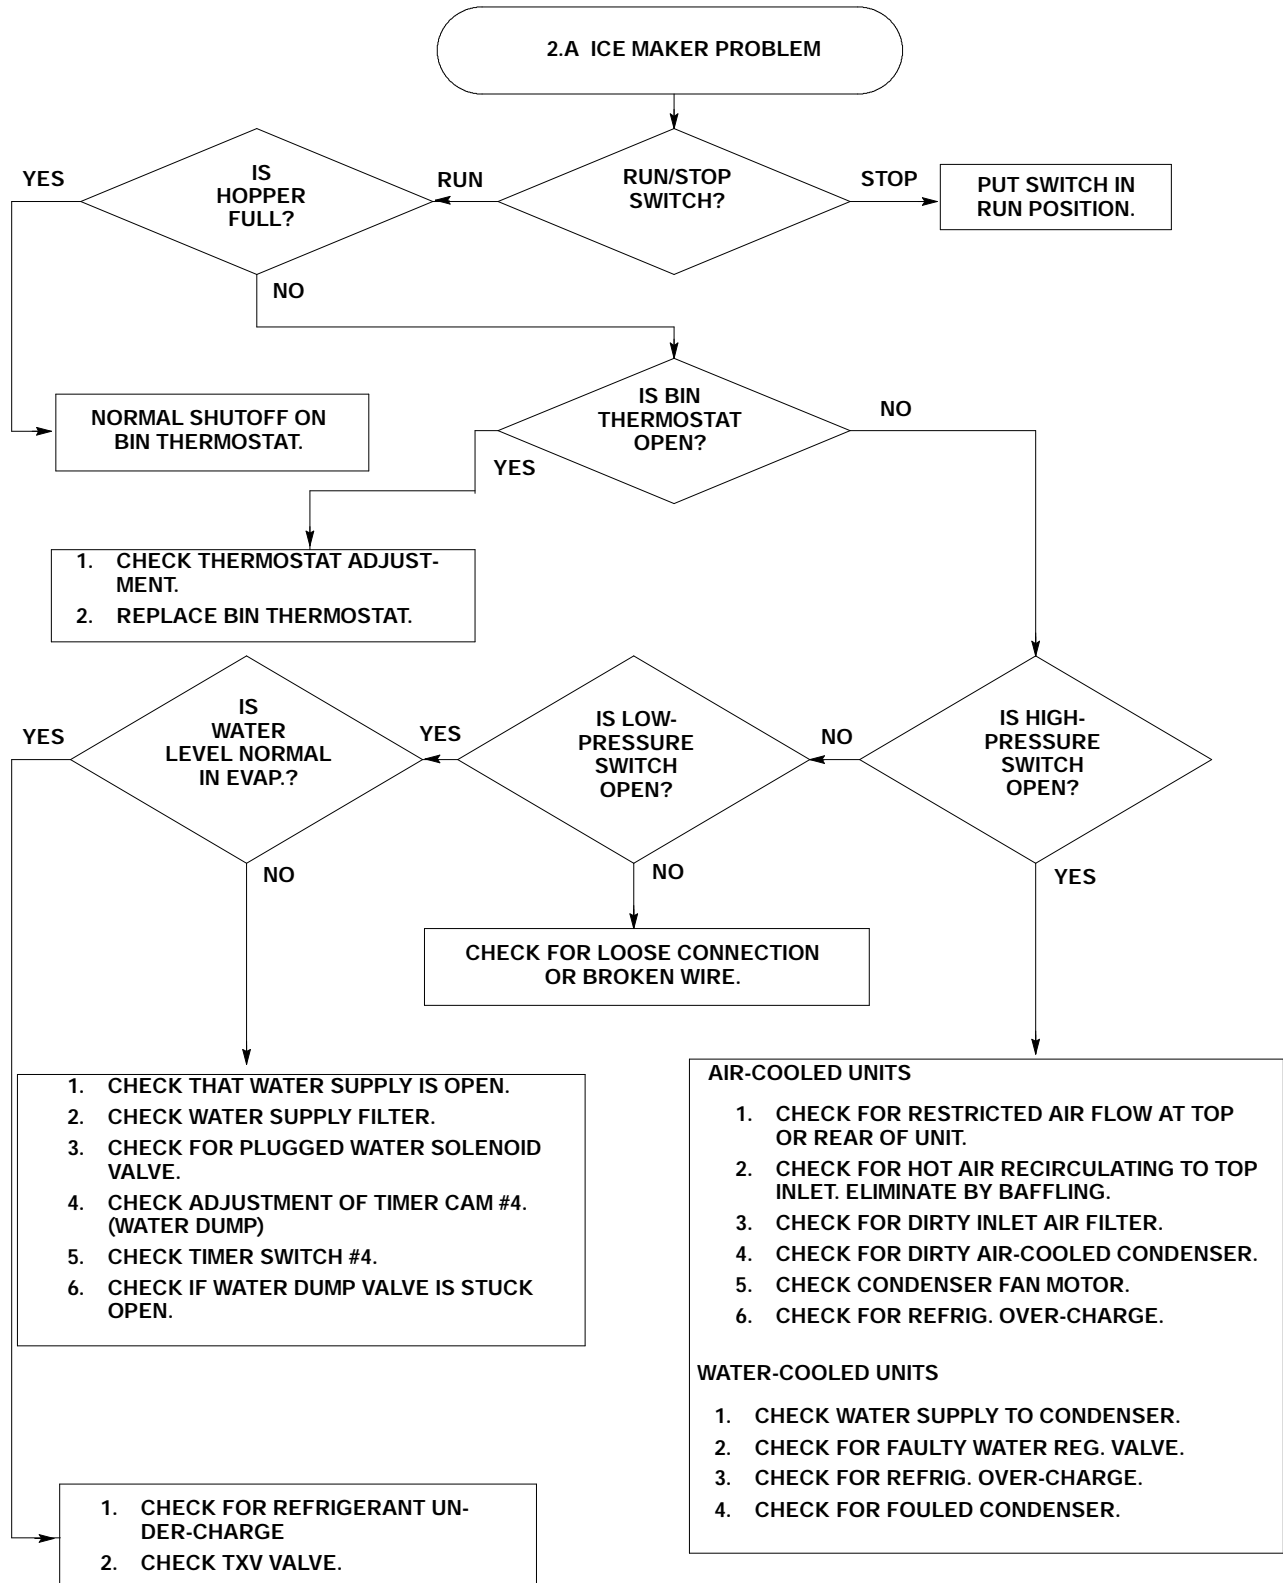 2.A ICE MAKER PROBLEM
YES
IS
HOPPER
FULL?
RUN
RUN/STOP
SWITCH?
STOP
PUT SWITCH IN
RUN POSITION.
NO
NORMAL SHUTOFF ON
BIN THERMOSTAT.
IS BIN
THERMOSTAT
OPEN?
NO
YES
1. CHECK THERMOSTAT ADJUST-
MENT.
2. REPLACE BIN THERMOSTAT.
YES
IS
WATER
LEVEL NORMAL
IN EVAP.?
YES
IS LOW-
PRESSURE
SWITCH
OPEN?
NO
IS HIGH-
PRESSURE
SWITCH
OPEN?
NO
NO
YES
CHECK FOR LOOSE CONNECTION
OR BROKEN WIRE.
1. CHECK THAT WATER SUPPLY IS OPEN.
2. CHECK WATER SUPPLY FILTER.
3. CHECK FOR PLUGGED WATER SOLENOID
VALVE.
4. CHECK ADJUSTMENT OF TIMER CAM #4.
(WATER DUMP)
5. CHECK TIMER SWITCH #4.
6. CHECK IF WATER DUMP VALVE IS STUCK
OPEN.
AIR-COOLED UNITS
1. CHECK FOR RESTRICTED AIR FLOW AT TOP
OR REAR OF UNIT.
2. CHECK FOR HOT AIR RECIRCULATING TO TOP
INLET. ELIMINATE BY BAFFLING.
3. CHECK FOR DIRTY INLET AIR FILTER.
4. CHECK FOR DIRTY AIR-COOLED CONDENSER.
5. CHECK CONDENSER FAN MOTOR.
6. CHECK FOR REFRIG. OVER-CHARGE.
WATER-COOLED UNITS
1. CHECK WATER SUPPLY TO CONDENSER.
2. CHECK FOR FAULTY WATER REG. VALVE.
3. CHECK FOR REFRIG. OVER-CHARGE.
4. CHECK FOR FOULED CONDENSER.
1. CHECK FOR REFRIGERANT UN-
DER-CHARGE
2. CHECK TXV VALVE.